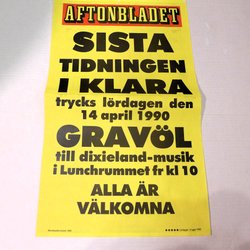 AFTONBLADET
SISTA
TIDNINGEN
I KLARA
trycks lördagen den
14 april 1990
GRAVÖL
till dixieland-musik
i Lunchrummet fr kl 10
ALLA ÄR
VÄLKOMNA